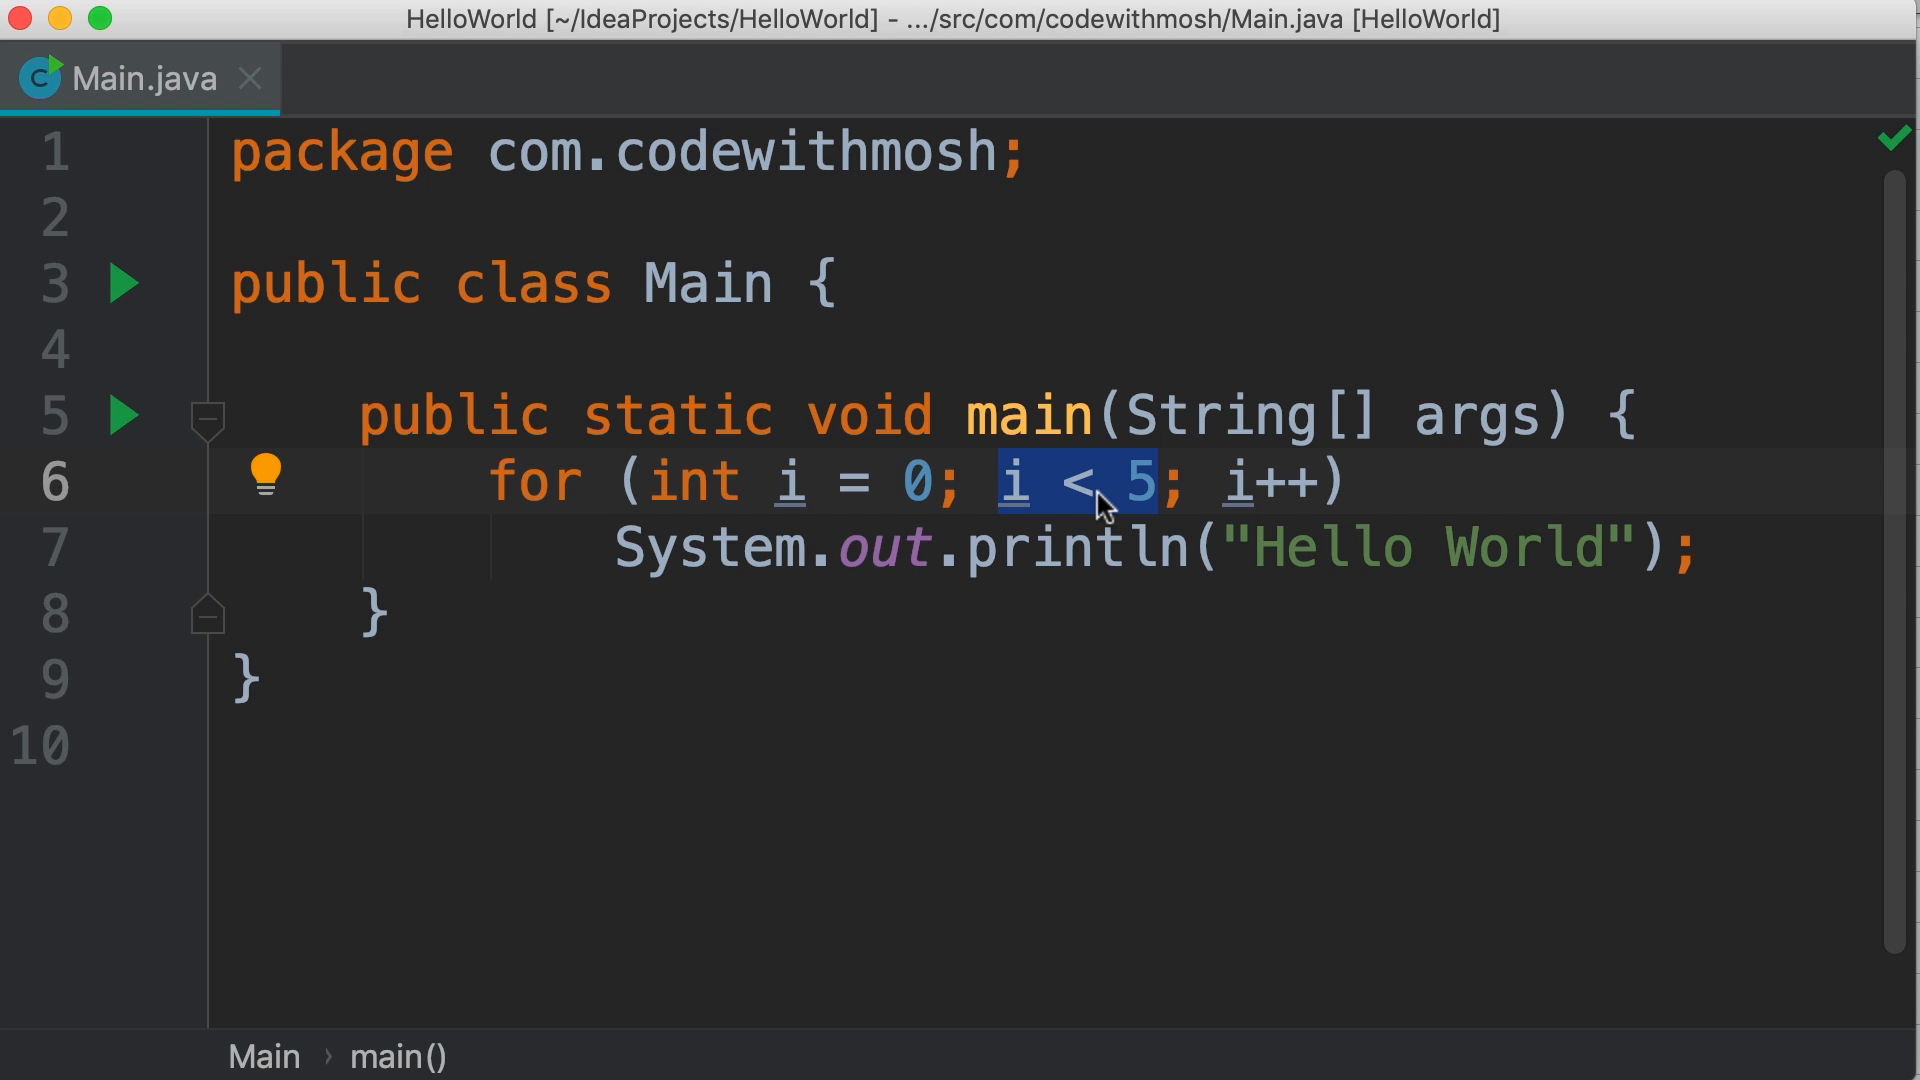 HelloWorld [~/IdeaProjects/HelloWorld] - .../src/com/codewithmosh/Main.java [HelloWorld]
C Main.java
1 package com.codewithmosh;
2
3 public class Main {
4
5 public static void main(String[] args) {
6 for (int i = 0; i < 5; i++)
7 System.out.println("Hello World");
8 }
9 }
10
Main › main()